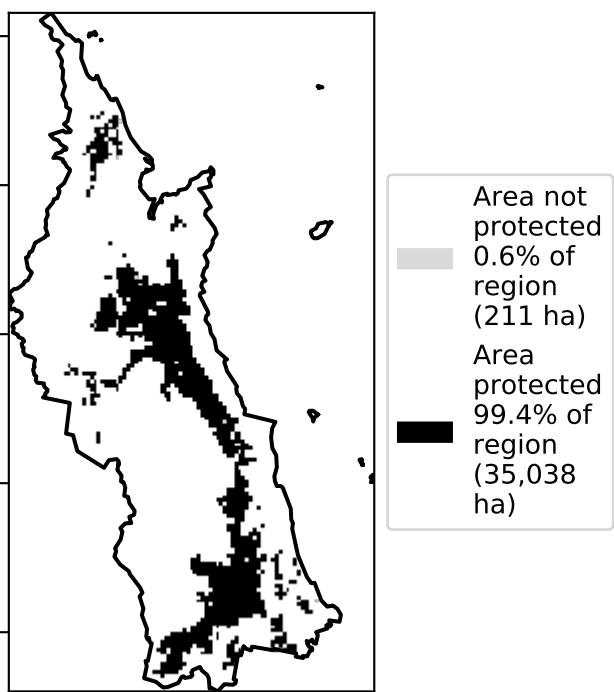 Area not
protected
0.6% of
region
(211 ha)
Area
protected
99.4% of
region
(35,038
ha)